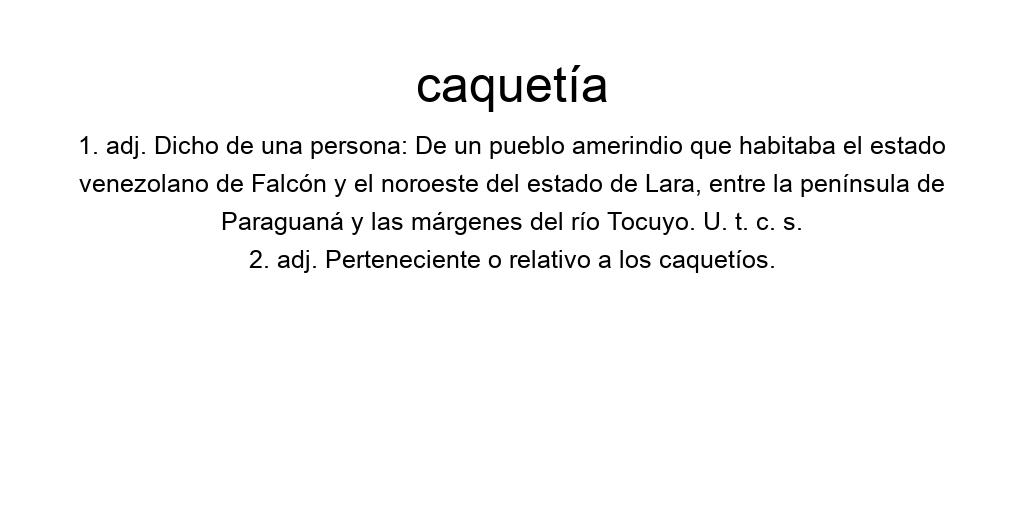 caquetía
1. adj. Dicho de una persona: De un pueblo amerindio que habitaba el estado
venezolano de Falcón y el noroeste del estado de Lara, entre la península de
Paraguaná y las márgenes del río Tocuyo. U. t. c. s.
2. adj. Perteneciente o relativo a los caquetíos.